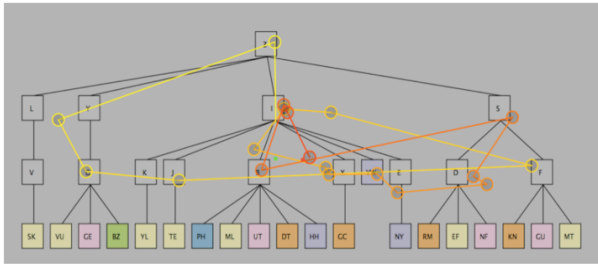 L I S
V K J E D F
SK VU GE BZ YL TE PH ML UT DT HH CC NY RM EF NF KN GU MT